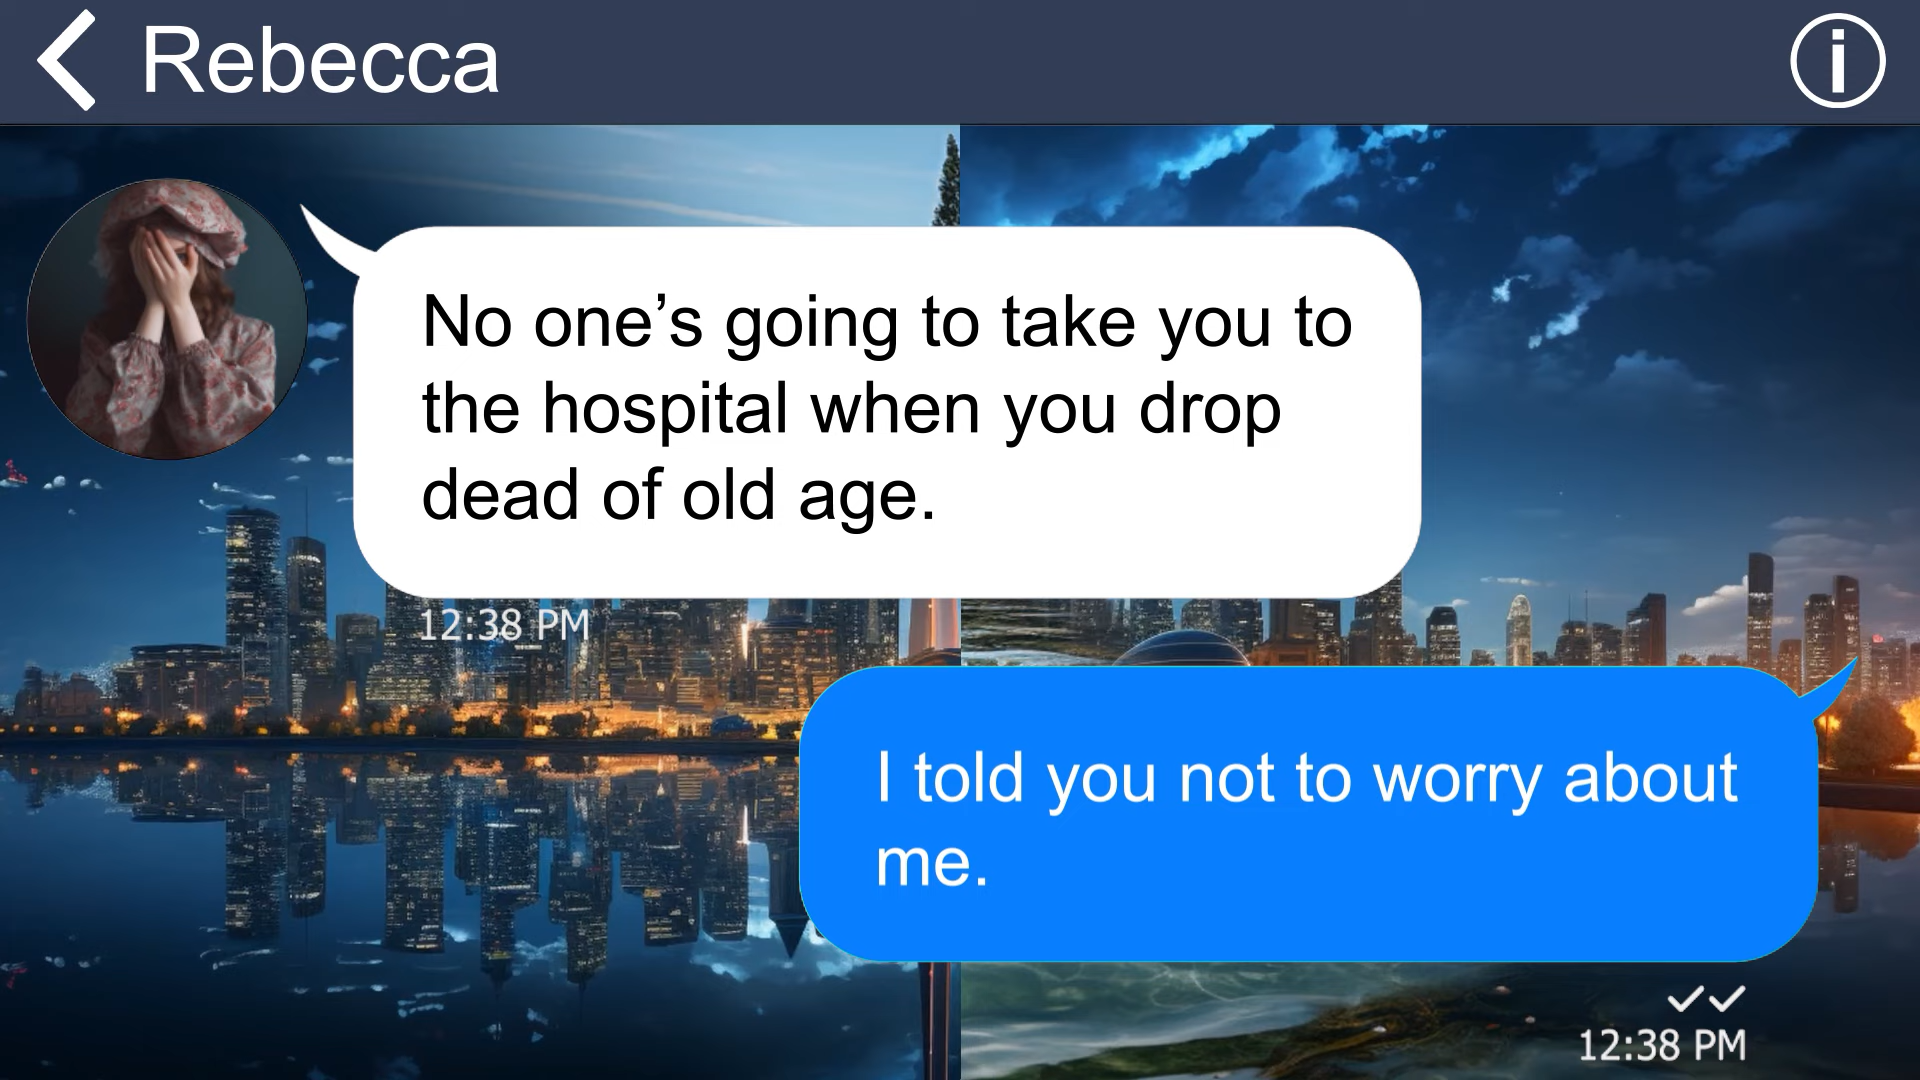 Rebecca
No one’s going to take you to
the hospital when you drop
dead of old age.
12:38 PM
I told you not to worry about
me.
12:38 PM